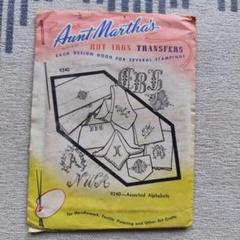 Aunt Martha's
HOT IRON TRANSFERS
EACH DESIGN GOOD FOR SEVERAL STAMPINGS
9240
9240—Assorted Alphabets
for Needlework, Textile Painting and Other Art Crafts